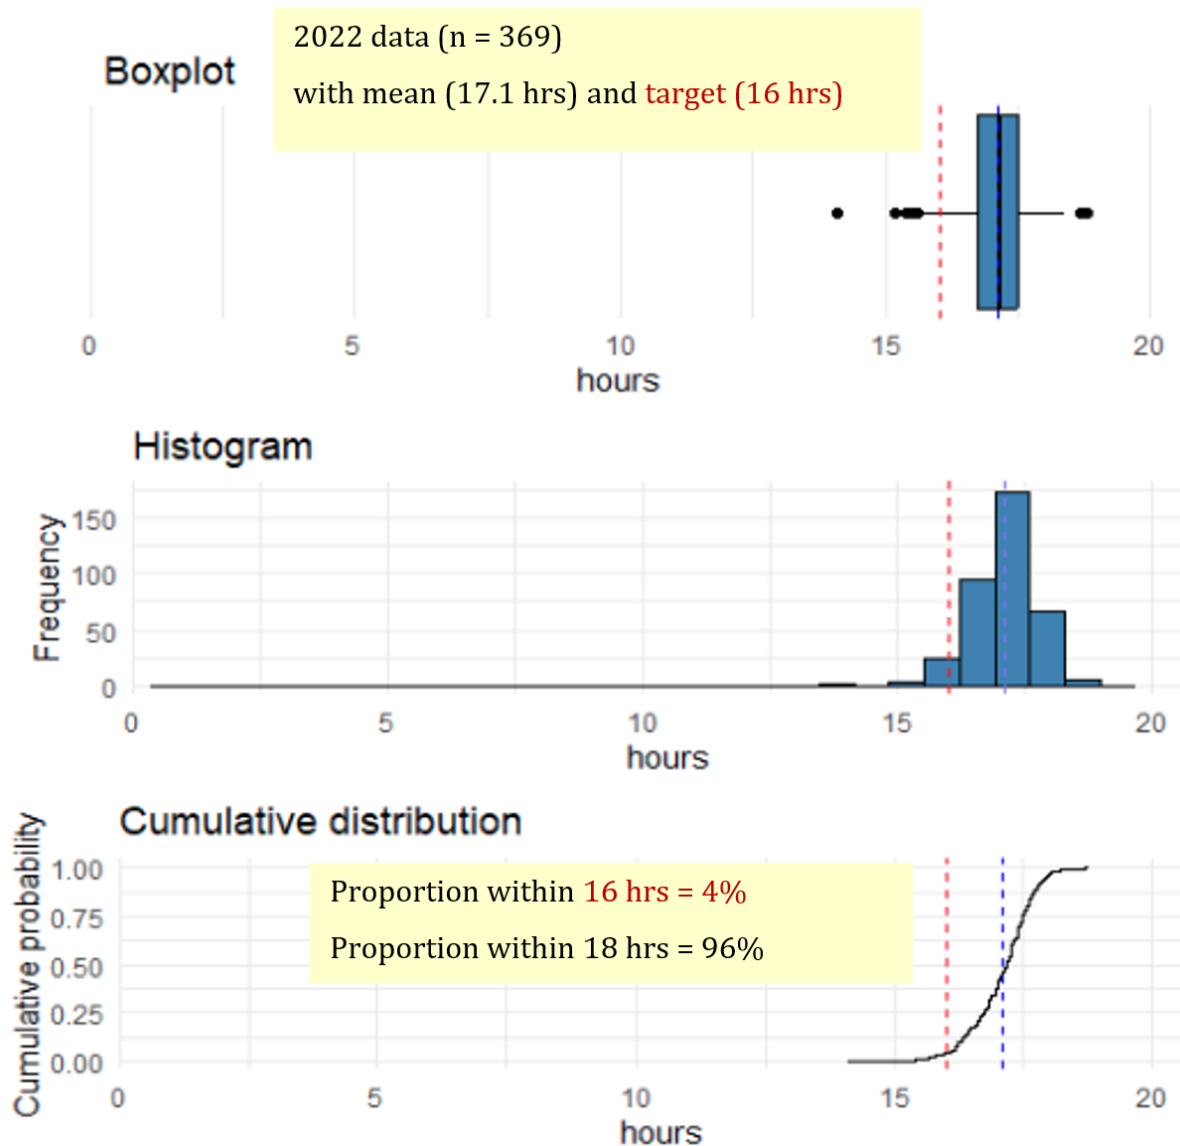 2022 data (n = 369)
with mean (17.1 hrs) and target (16 hrs)
Boxplot
0 5 10 15 20
hours
Histogram
Frequency
150
100
50
0
0 5 10 15 20
hours
Cumulative distribution
Cumulative probability
1.00
0.75
0.50
0.25
0.00
Proportion within 16 hrs = 4%
Proportion within 18 hrs = 96%
0 5 10 15 20
hours